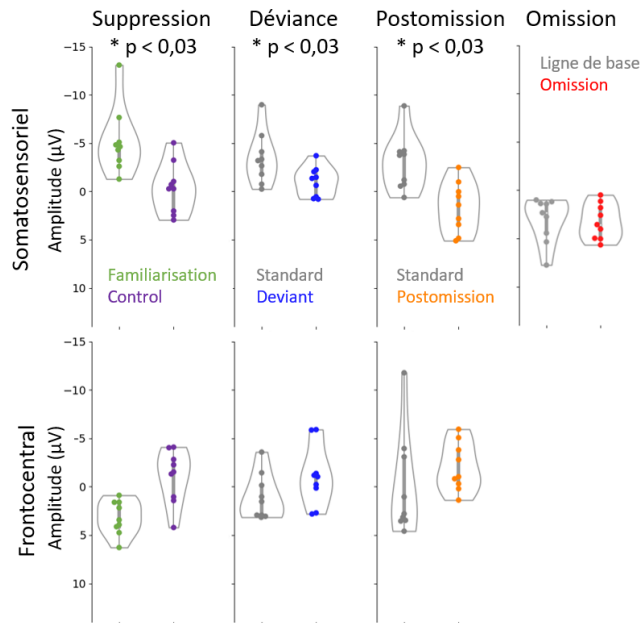 Suppression Déviance Postomission Omission
* p < 0,03 * p < 0,03 * p < 0,03
Somatosensoriel
Amplitude (µV)
-15
-10
-5
0
5
10
Ligne de base
Omission
Familiarisation Standard Standard
Control Deviant Postomission
Frontocentral
Amplitude (µV)
-15
-10
-5
0
5
10